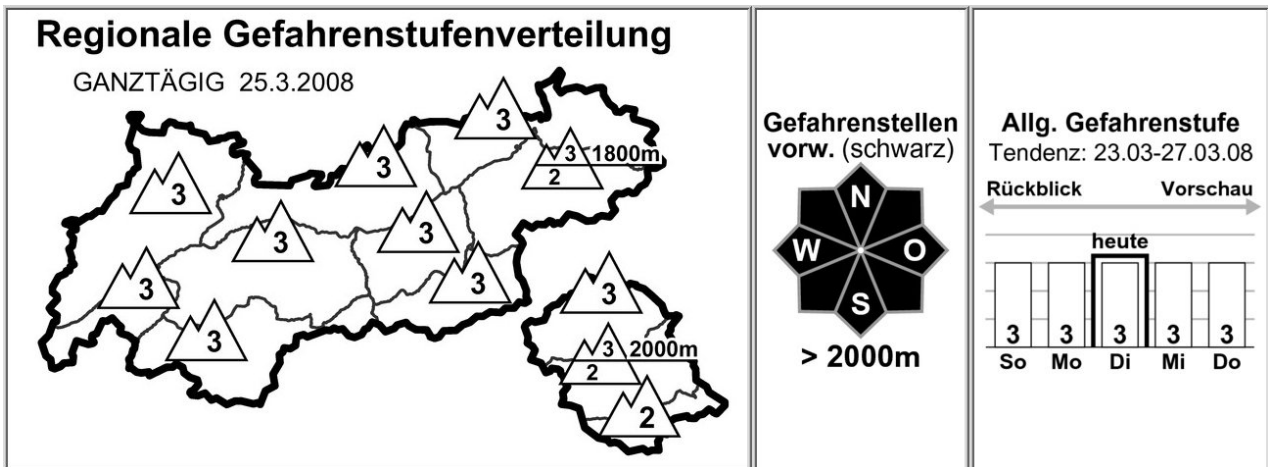 Regionale Gefahrenstufenverteilung
GANZTÄGIG 25.3.2008
3
3
3
1800m
2
3
3
3
3
3
3
3
3
3
2000m
2
2
Gefahrenstellen
vorw. (schwarz)
N
W
O
S
> 2000m
Allg. Gefahrenstufe
Tendenz: 23.03-27.03.08
Rückblick Vorschau
heute
3 3 3 3 3
So Mo Di Mi Do